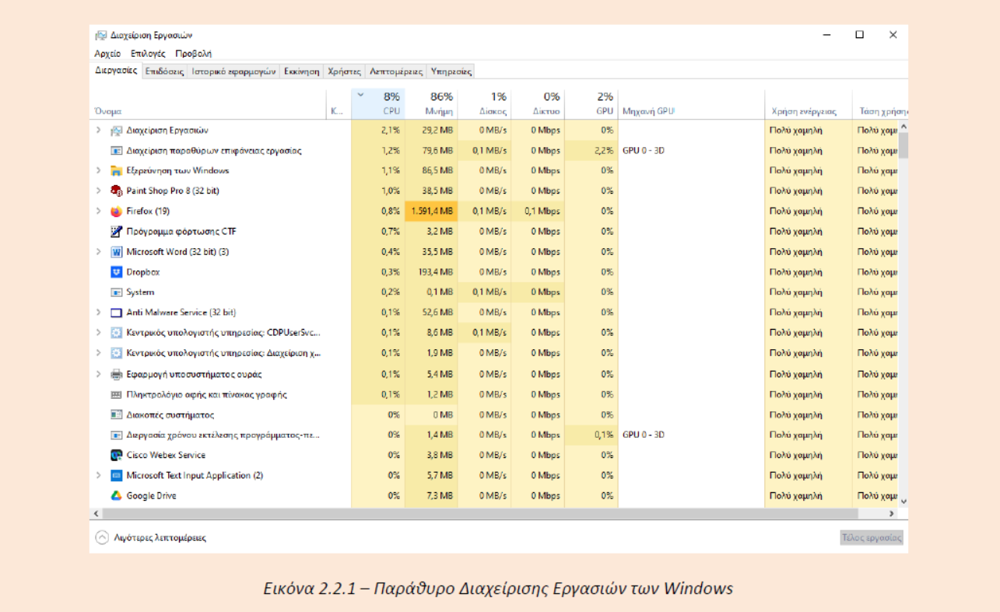 Διαχείριση Εργασιών
Αρχείο Επιλογές Προβολή
Διεργασίες Επιδόσεις Ιστορικό εφαρμογών Εκκίνηση Χρήστες Λεπτομέρειες Υπηρεσίες
8% 86% 1% 0% 2%
Όνομα Κ... CPU Μνήμη Δίσκος Δίκτυο GPU Μηχανή GPU Χρήση ενέργειας Τάση χρήση
Διαχείριση Εργασιών 2,1% 29,2 MB 0 MB/s 0 Mbps 0% Πολύ χαμηλή Πολύ χαμ
Διαχείριση παραθύρων επιφάνειας εργασίας 1,2% 79,6 MB 0,1 MB/s 0 Mbps 2,2% GPU 0 - 3D Πολύ χαμηλή Πολύ χαμ
Εξερεύνηση των Windows 1,1% 86,5 MB 0 MB/s 0 Mbps 0% Πολύ χαμηλή Πολύ χαμ
Paint Shop Pro 8 (32 bit) 1,0% 38,5 MB 0 MB/s 0 Mbps 0% Πολύ χαμηλή Πολύ χαμ
Firefox (19) 0,8% 1.591,4 MB 0,1 MB/s 0,1 Mbps 0% Πολύ χαμηλή Πολύ χαμ
Πρόγραμμα φόρτωσης CTF 0,7% 3,2 MB 0 MB/s 0 Mbps 0% Πολύ χαμηλή Πολύ χαμ
Microsoft Word (32 bit) (3) 0,4% 35,5 MB 0 MB/s 0 Mbps 0% Πολύ χαμηλή Πολύ χαμ
Dropbox 0,3% 193,4 MB 0 MB/s 0 Mbps 0% Πολύ χαμηλή Πολύ χαμ
System 0,2% 0,1 MB 0,1 MB/s 0 Mbps 0% Πολύ χαμηλή Πολύ χαμ
Anti Malware Service (32 bit) 0,1% 52,6 MB 0 MB/s 0 Mbps 0% Πολύ χαμηλή Πολύ χαμ
Κεντρικός υπολογιστής υπηρεσίας: CDPUserSvc... 0,1% 8,6 MB 0,1 MB/s 0 Mbps 0% Πολύ χαμηλή Πολύ χαμ
Κεντρικός υπολογιστής υπηρεσίας: Διαχείριση χ... 0,1% 1,9 MB 0 MB/s 0 Mbps 0% Πολύ χαμηλή Πολύ χαμ
Εφαρμογή υποσυστήματος ουράς 0,1% 5,4 MB 0 MB/s 0 Mbps 0% Πολύ χαμηλή Πολύ χαμ
Πληκτρολόγιο αφής και πίνακας γραφής 0,1% 1,2 MB 0 MB/s 0 Mbps 0% Πολύ χαμηλή Πολύ χαμ
Διακοπές συστήματος 0% 0 MB 0 MB/s 0 Mbps 0% Πολύ χαμηλή Πολύ χαμ
Διεργασία χρόνου εκτέλεσης προγράμματος-πε... 0% 1,4 MB 0 MB/s 0 Mbps 0,1% GPU 0 - 3D Πολύ χαμηλή Πολύ χαμ
Cisco Webex Service 0% 3,8 MB 0 MB/s 0 Mbps 0% Πολύ χαμηλή Πολύ χαμ
Microsoft Text Input Application (2) 0% 5,7 MB 0 MB/s 0 Mbps 0% Πολύ χαμηλή Πολύ χαμ
Google Drive 0% 7,3 MB 0 MB/s 0 Mbps 0% Πολύ χαμηλή Πολύ χαμ
Λιγότερες λεπτομέρειες Τέλος εργασίας
Εικόνα 2.2.1 – Παράθυρο Διαχείρισης Εργασιών των Windows